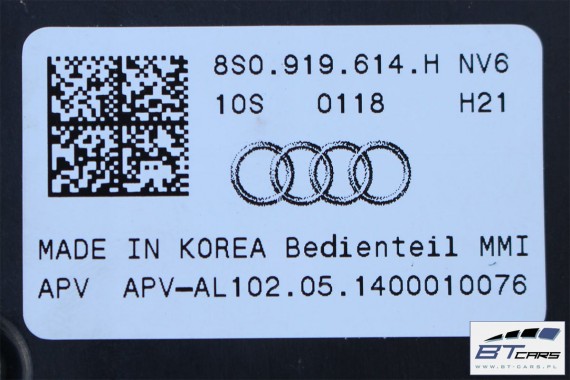 8S0.919.614.H NV6
10S 0118 H21
MADE IN KOREA Bedienteil MMI
APV APV-AL102.05.1400010076
BTCARS
WWW.BT-CARS.PL